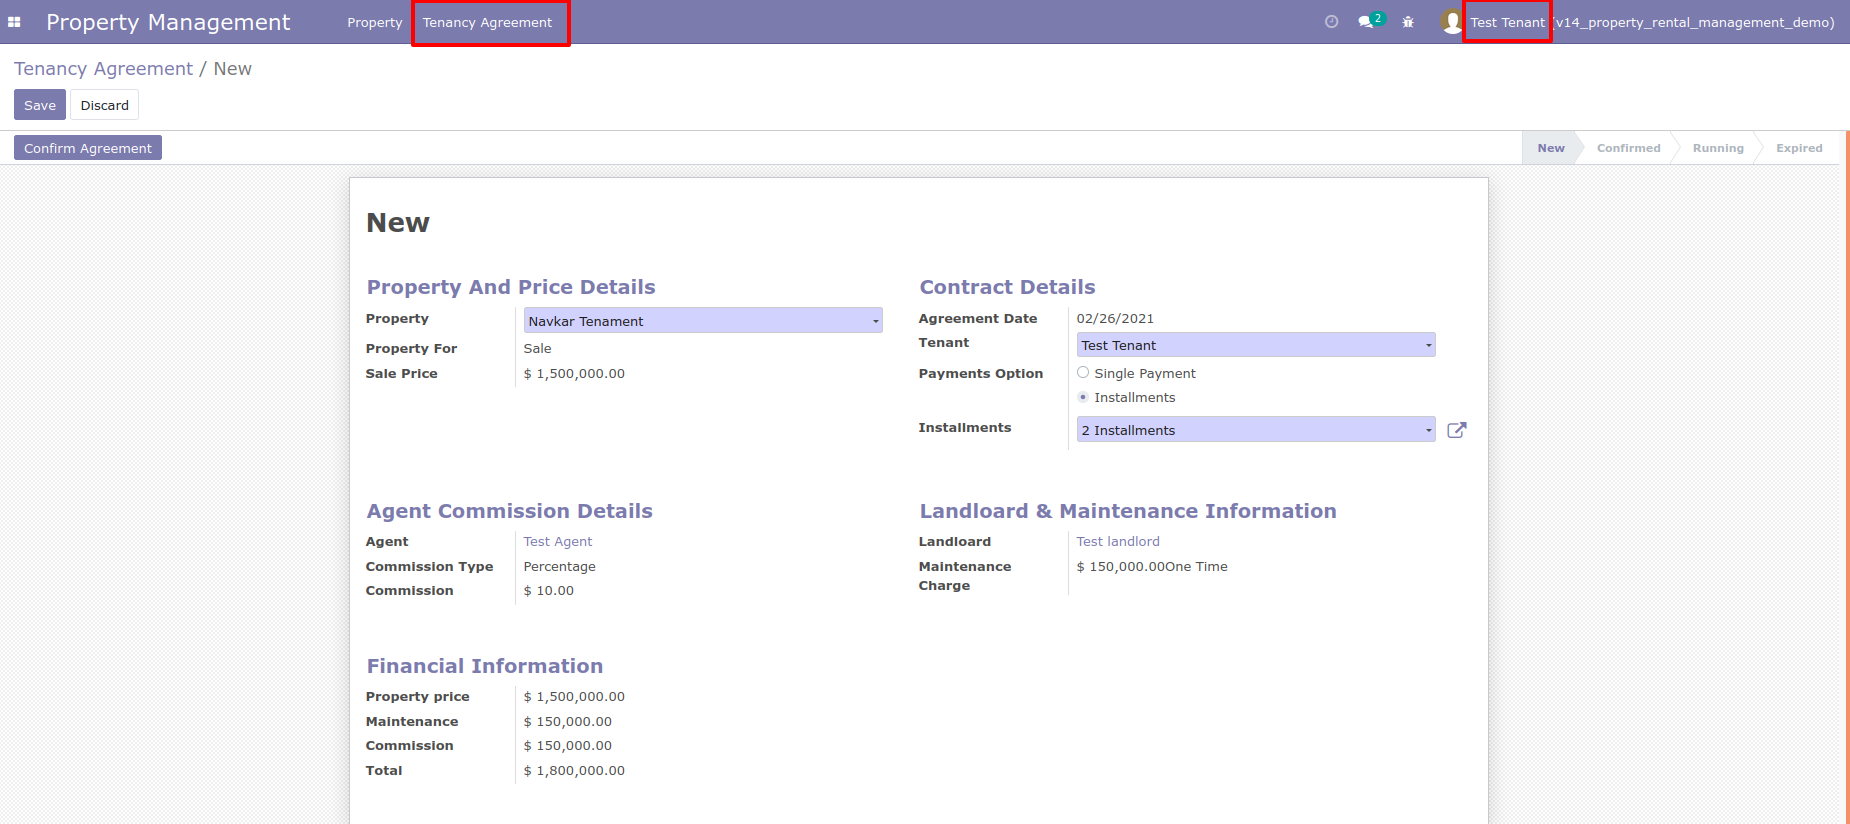 Property Management
Property
Tenancy Agreement
2
Test Tenant (v14_property_rental_management_demo)
Tenancy Agreement / New
Save
Discard
Confirm Agreement
New
Confirmed
Running
Expired
New
Property And Price Details
Property
Navkar Tenament
Property For
Sale
Sale Price
$ 1,500,000.00
Contract Details
Agreement Date
02/26/2021
Tenant
Test Tenant
Payments Option
Single Payment
Installments
Installments
2 Installments
Agent Commission Details
Agent
Test Agent
Commission Type
Percentage
Commission
$ 10.00
Landloard & Maintenance Information
Landloard
Test landlord
Maintenance
Charge
$ 150,000.00One Time
Financial Information
Property price
$ 1,500,000.00
Maintenance
$ 150,000.00
Commission
$ 150,000.00
Total
$ 1,800,000.00